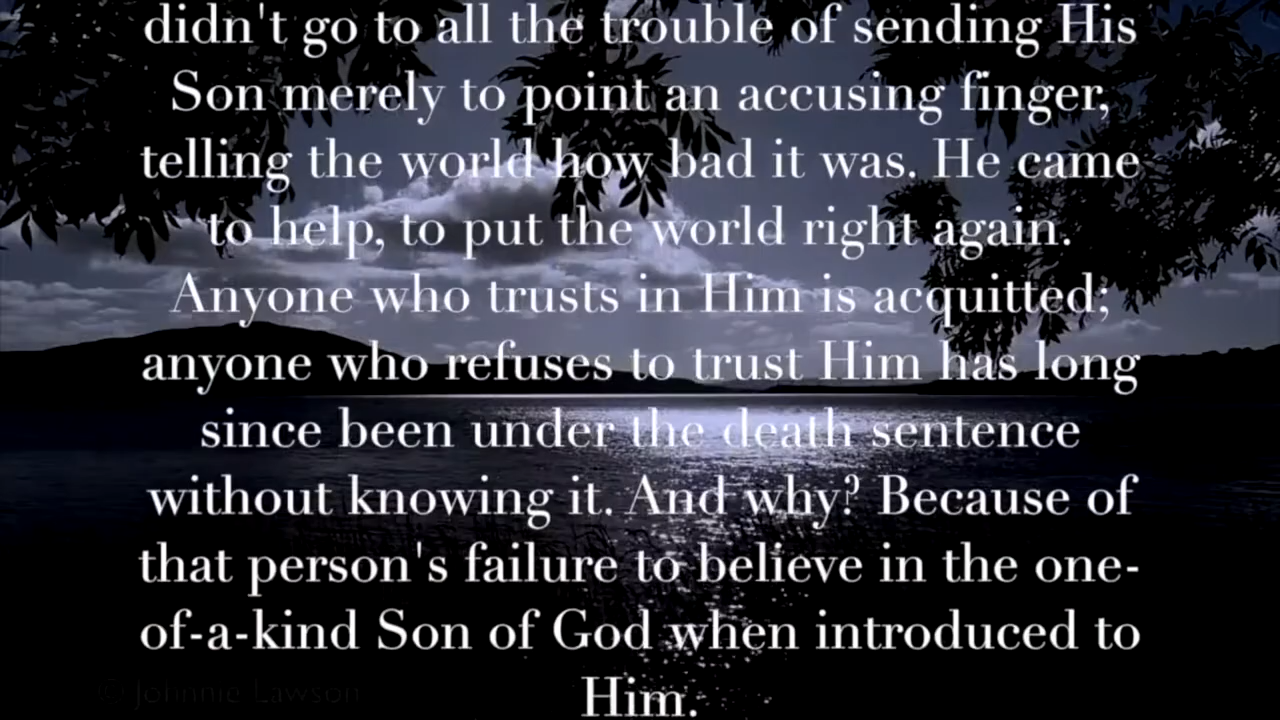 didn't go to all the trouble of sending His
Son merely to point an accusing finger,
telling the world how bad it was. He came
to help, to put the world right again.
Anyone who trusts in Him is acquitted;
anyone who refuses to trust Him has long
since been under the death sentence
without knowing it. And why? Because of
that person's failure to believe in the one-
of-a-kind Son of God when introduced to
Him.
© Johnnie Lawson